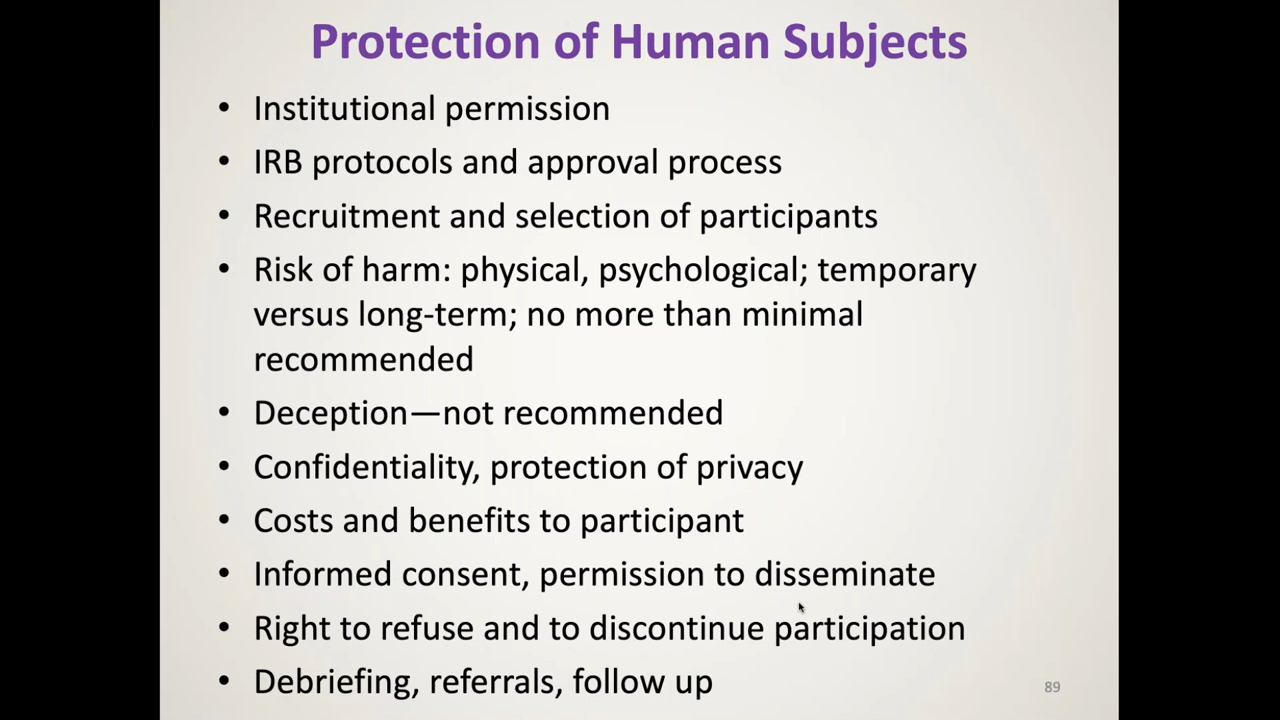 Protection of Human Subjects
• Institutional permission
• IRB protocols and approval process
• Recruitment and selection of participants
• Risk of harm: physical, psychological; temporary
versus long-term; no more than minimal
recommended
• Deception—not recommended
• Confidentiality, protection of privacy
• Costs and benefits to participant
• Informed consent, permission to disseminate
• Right to refuse and to discontinue participation
• Debriefing, referrals, follow up
89